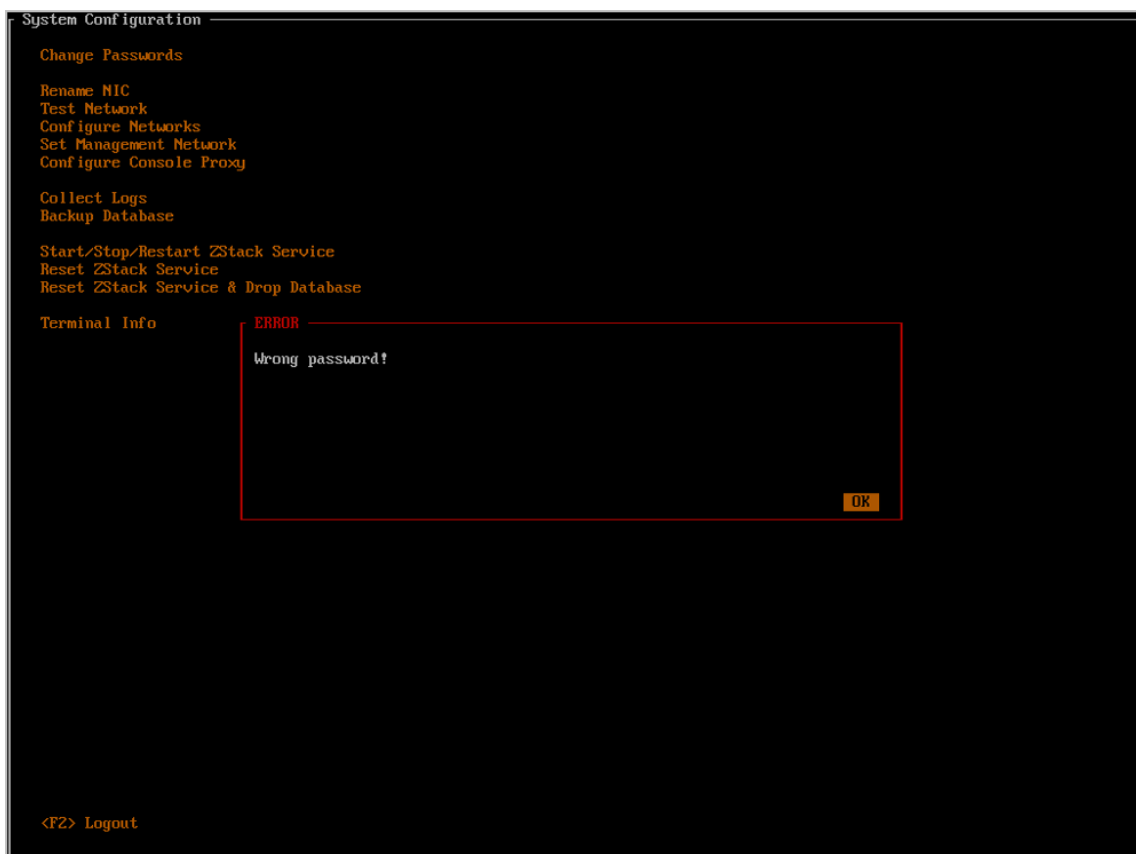 System Configuration
Change Passwords
Rename NIC
Test Network
Configure Networks
Set Management Network
Configure Console Proxy
Collect Logs
Backup Database
Start/Stop/Restart ZStack Service
Reset ZStack Service
Reset ZStack Service & Drop Database
Terminal Info
ERROR
Wrong password!
OK
<F2> Logout